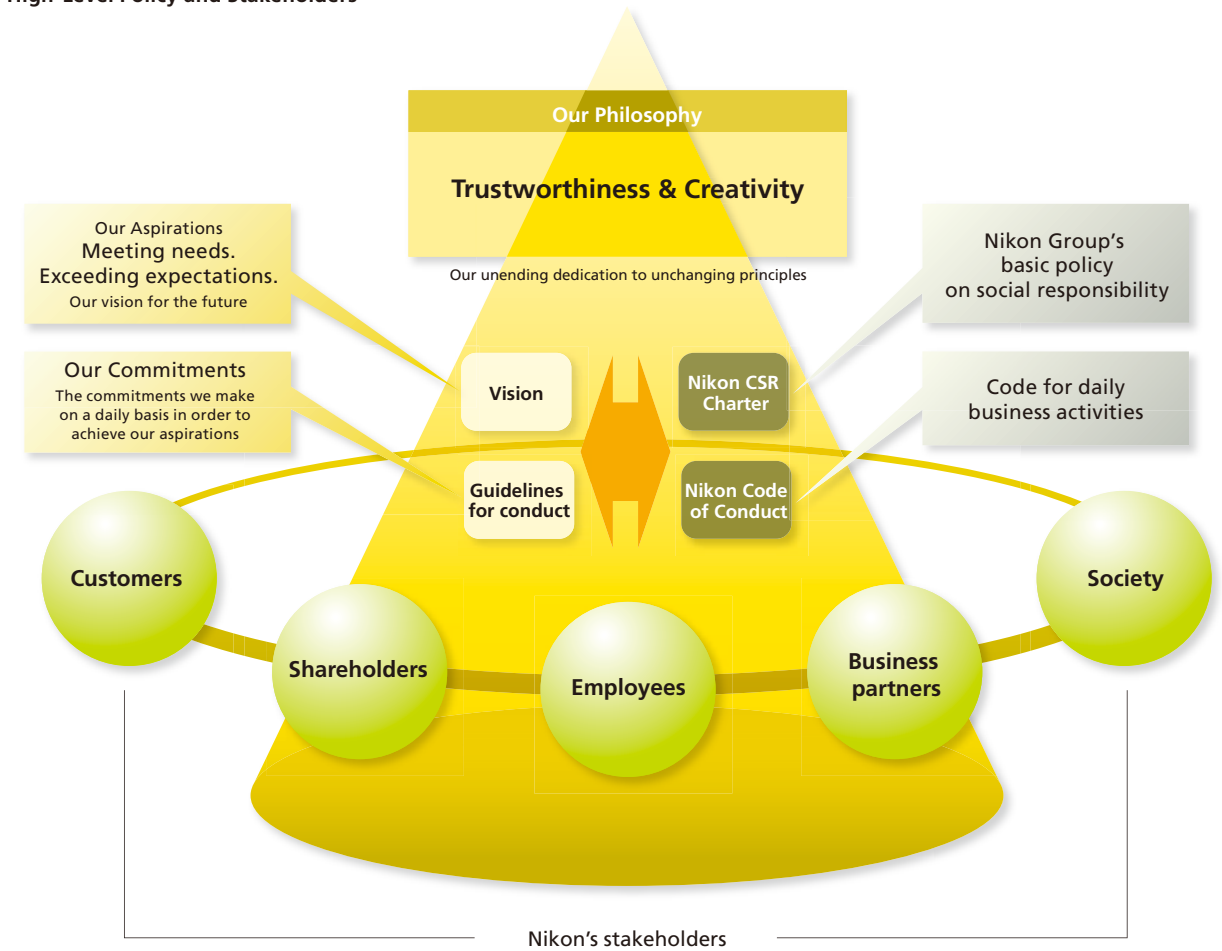 High-Level Policy and Stakeholders
Our Philosophy
Trustworthiness & Creativity
Our unending dedication to unchanging principles
Our Aspirations
Meeting needs.
Exceeding expectations.
Our vision for the future
Nikon Group's
basic policy
on social responsibility
Our Commitments
The commitments we make
on a daily basis in order to
achieve our aspirations
Code for daily
business activities
Vision
Nikon CSR
Charter
Guidelines
for conduct
Nikon Code
of Conduct
Customers
Shareholders
Employees
Business
partners
Society
Nikon's stakeholders